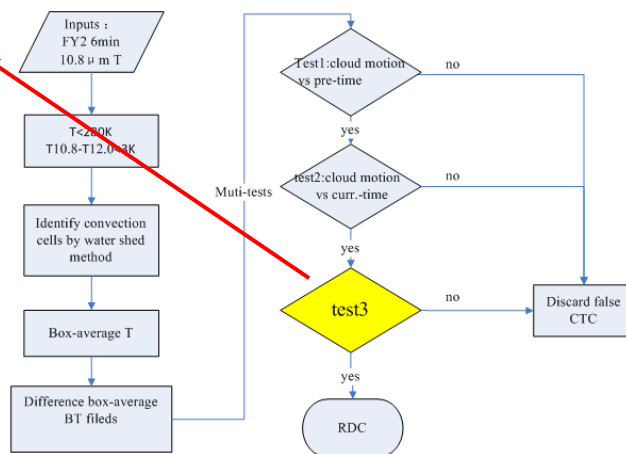 Inputs：
FY2 6min
10.8μm T
T10.8-T12.0<3K
Identify convection
cells by water shed
method
Box-average T
Difference box-average
BT fileds
Muti-tests
Test1:cloud motion
vs pre-time
no
yes
test2:cloud motion
vs curr.-time
no
yes
test3
no
yes
RDC
Discard false
CTC